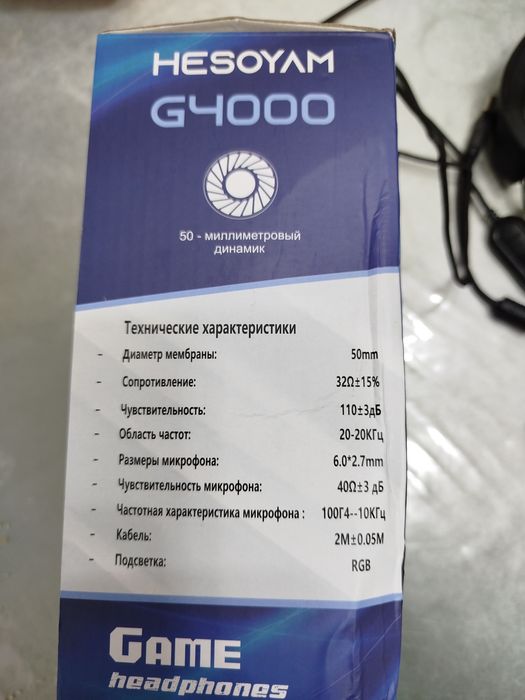 HESOYAM
G4000
50 - миллиметровый
динамик
Технические характеристики
- Диаметр мембраны: 50mm
- Сопротивление: 32Ω±15%
- Чувствительность: 110±3дБ
- Область частот: 20-20КГц
- Размеры микрофона: 6.0*2.7mm
- Чувствительность микрофона: 40Ω±3 дБ
- Частотная характеристика микрофона : 100Г4--10КГц
- Кабель: 2М±0.05М
- Подсветка: RGB
GAME
headphones